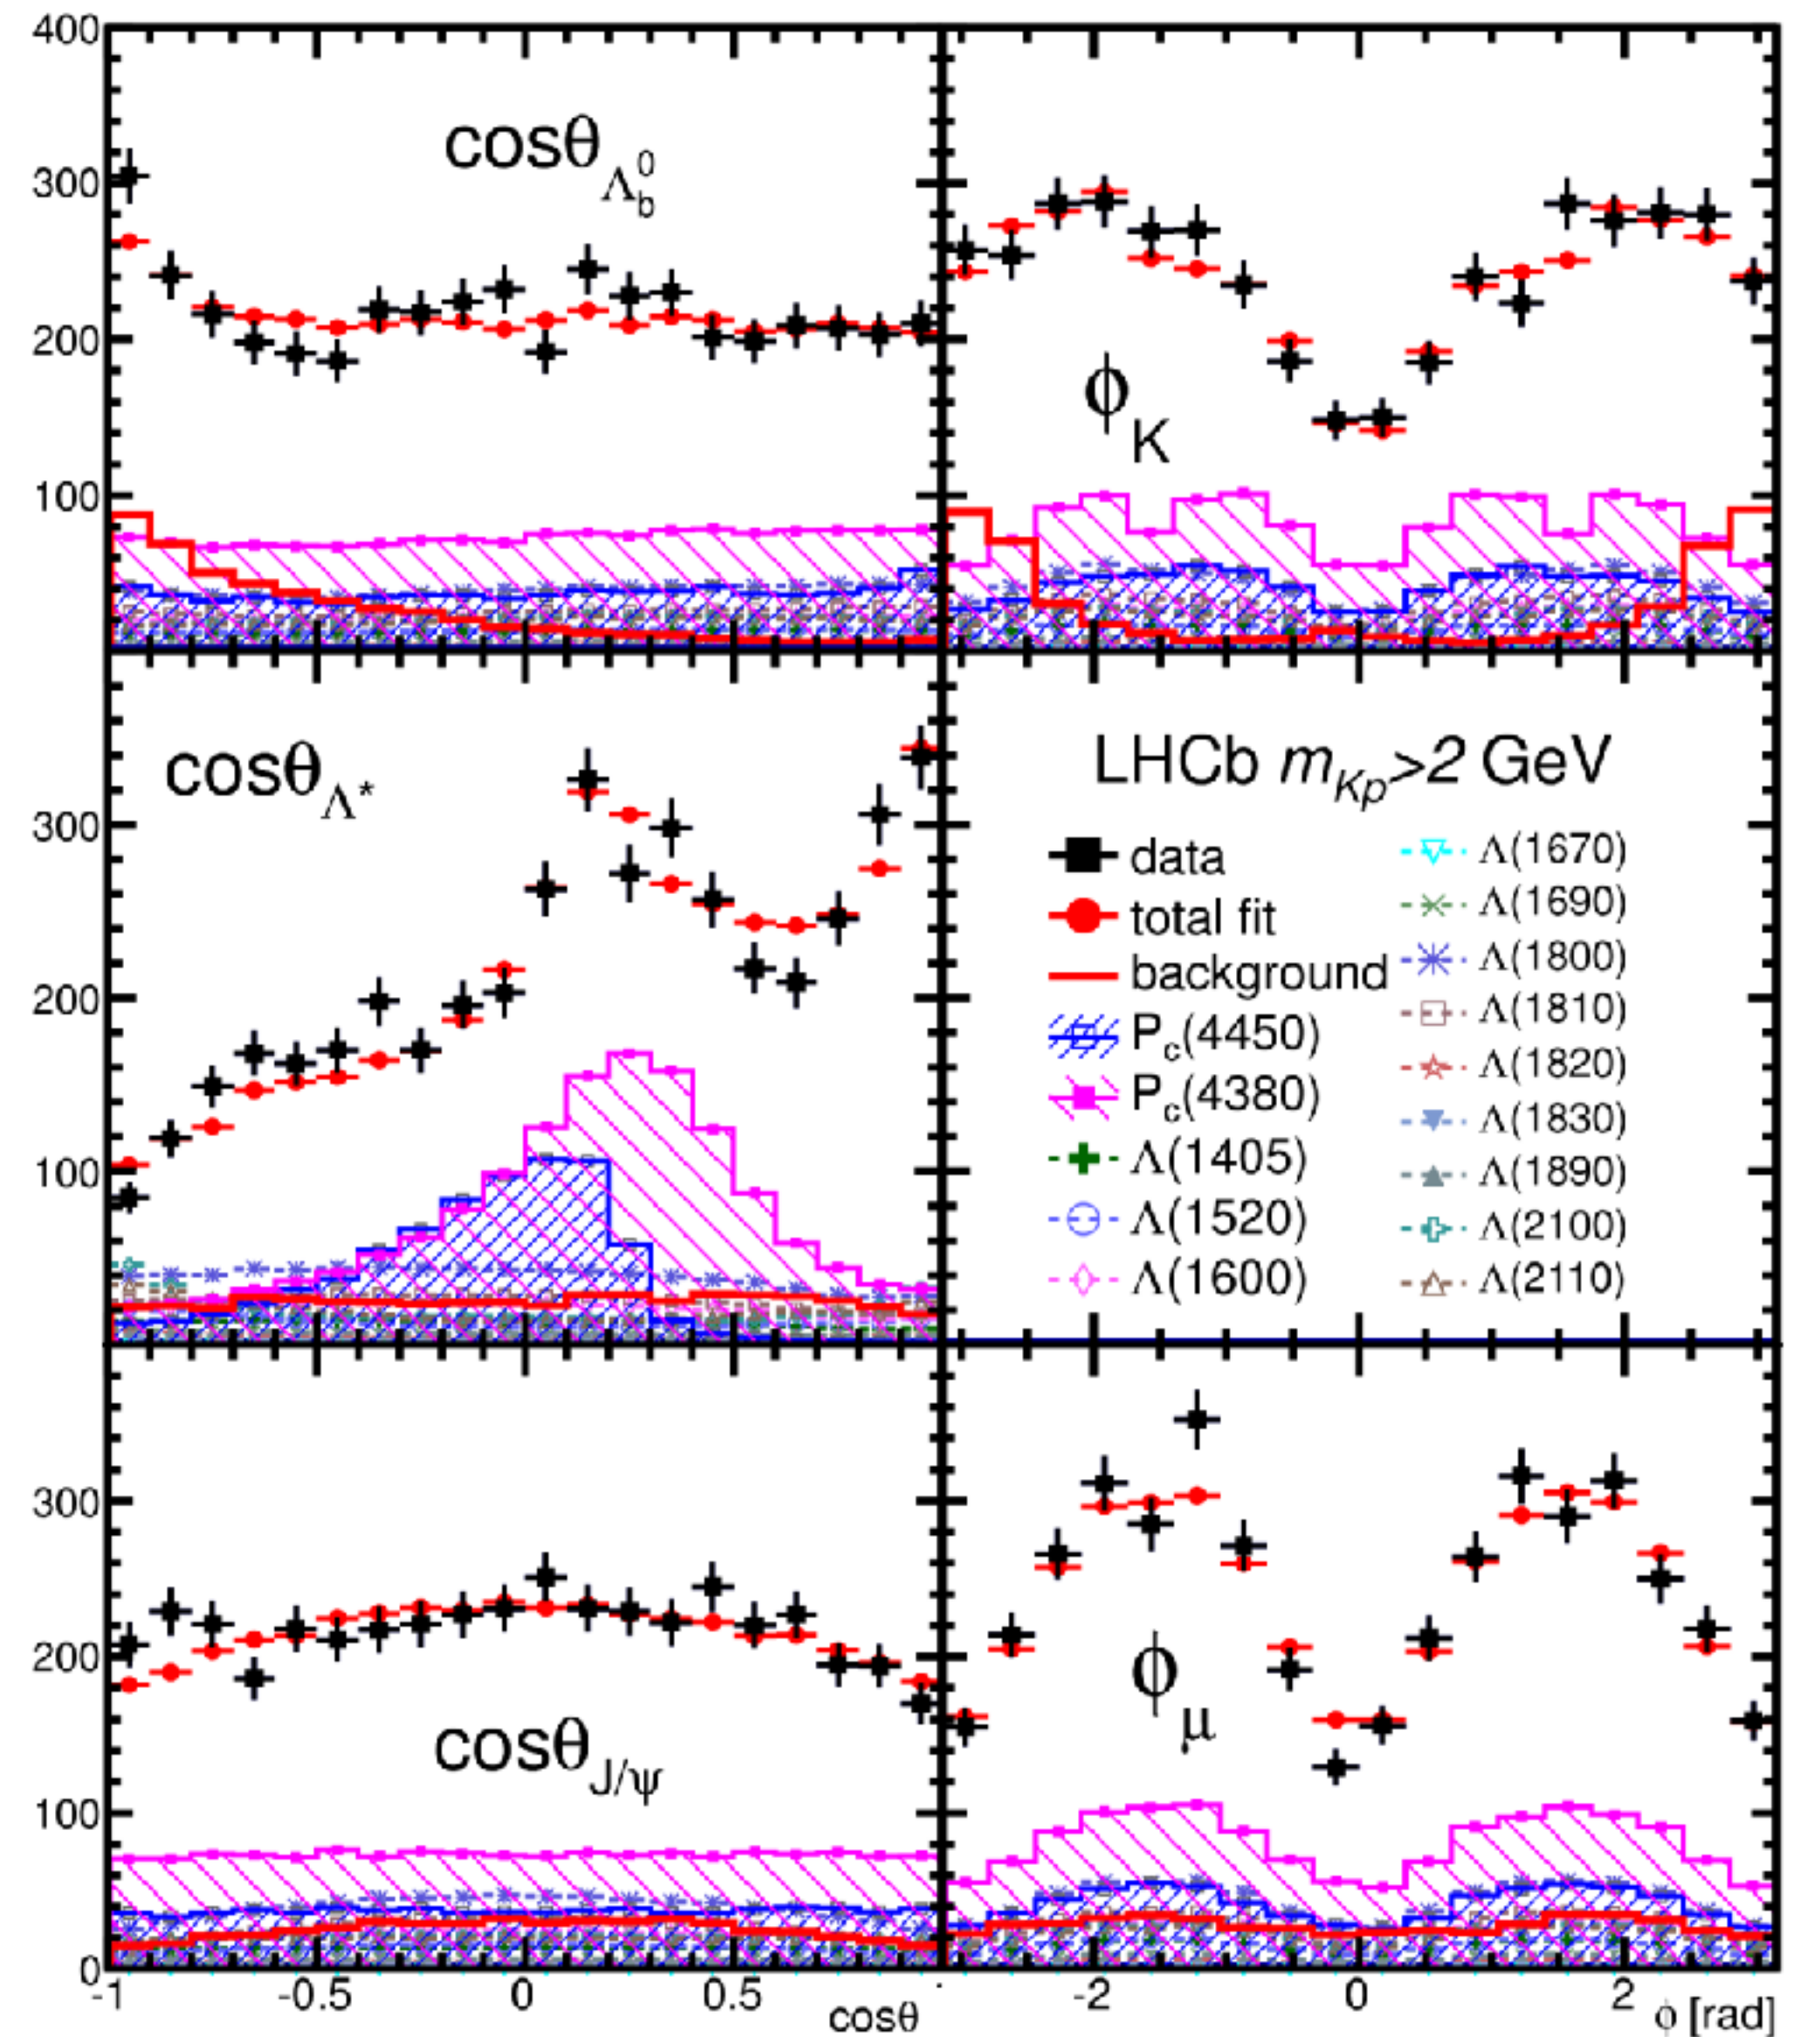 400
300
200
100
cosθ Λ⁰b
ϕK
300
200
100
cosθΛ*
LHCb mKp>2 GeV
data
total fit
background
Pc(4450)
Pc(4380)
Λ(1405)
Λ(1520)
Λ(1600)
Λ(1670)
Λ(1690)
Λ(1800)
Λ(1810)
Λ(1820)
Λ(1830)
Λ(1890)
Λ(2100)
Λ(2110)
300
200
100
0
cosθJ/ψ
ϕμ
-1 -0.5 0 0.5
cosθ
-2 0 2
ϕ [rad]